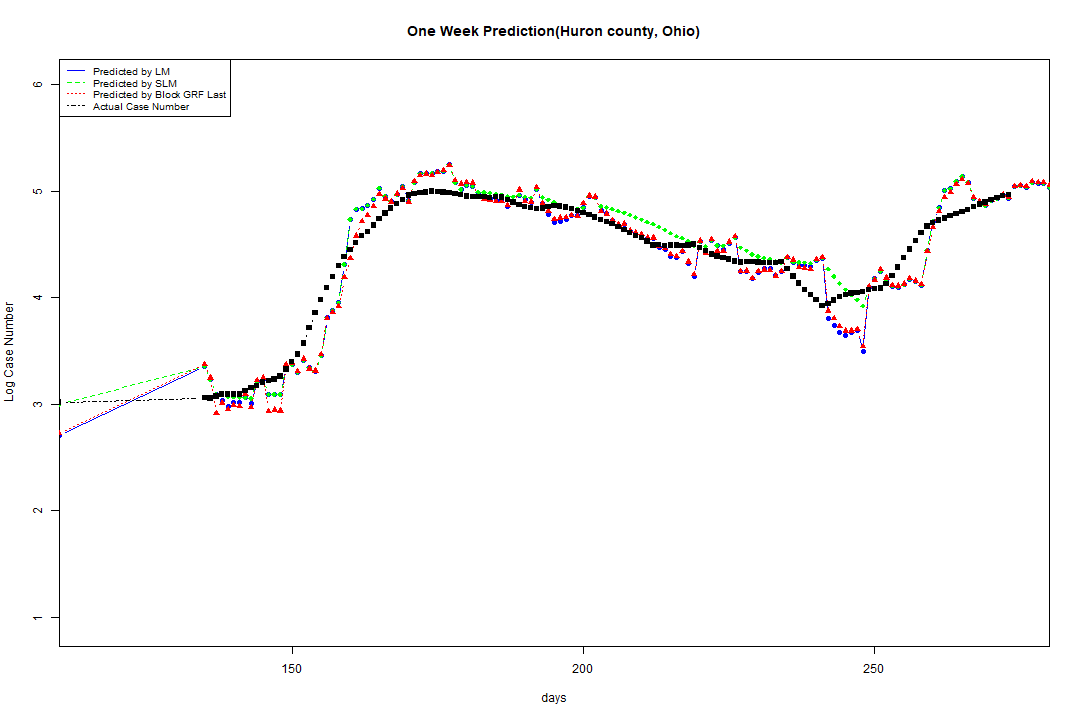 One Week Prediction(Huron county, Ohio)
Predicted by LM
Predicted by SLM
Predicted by Block GRF Last
Actual Case Number
Log Case Number
6
5
4
3
2
1
150
200
250
days